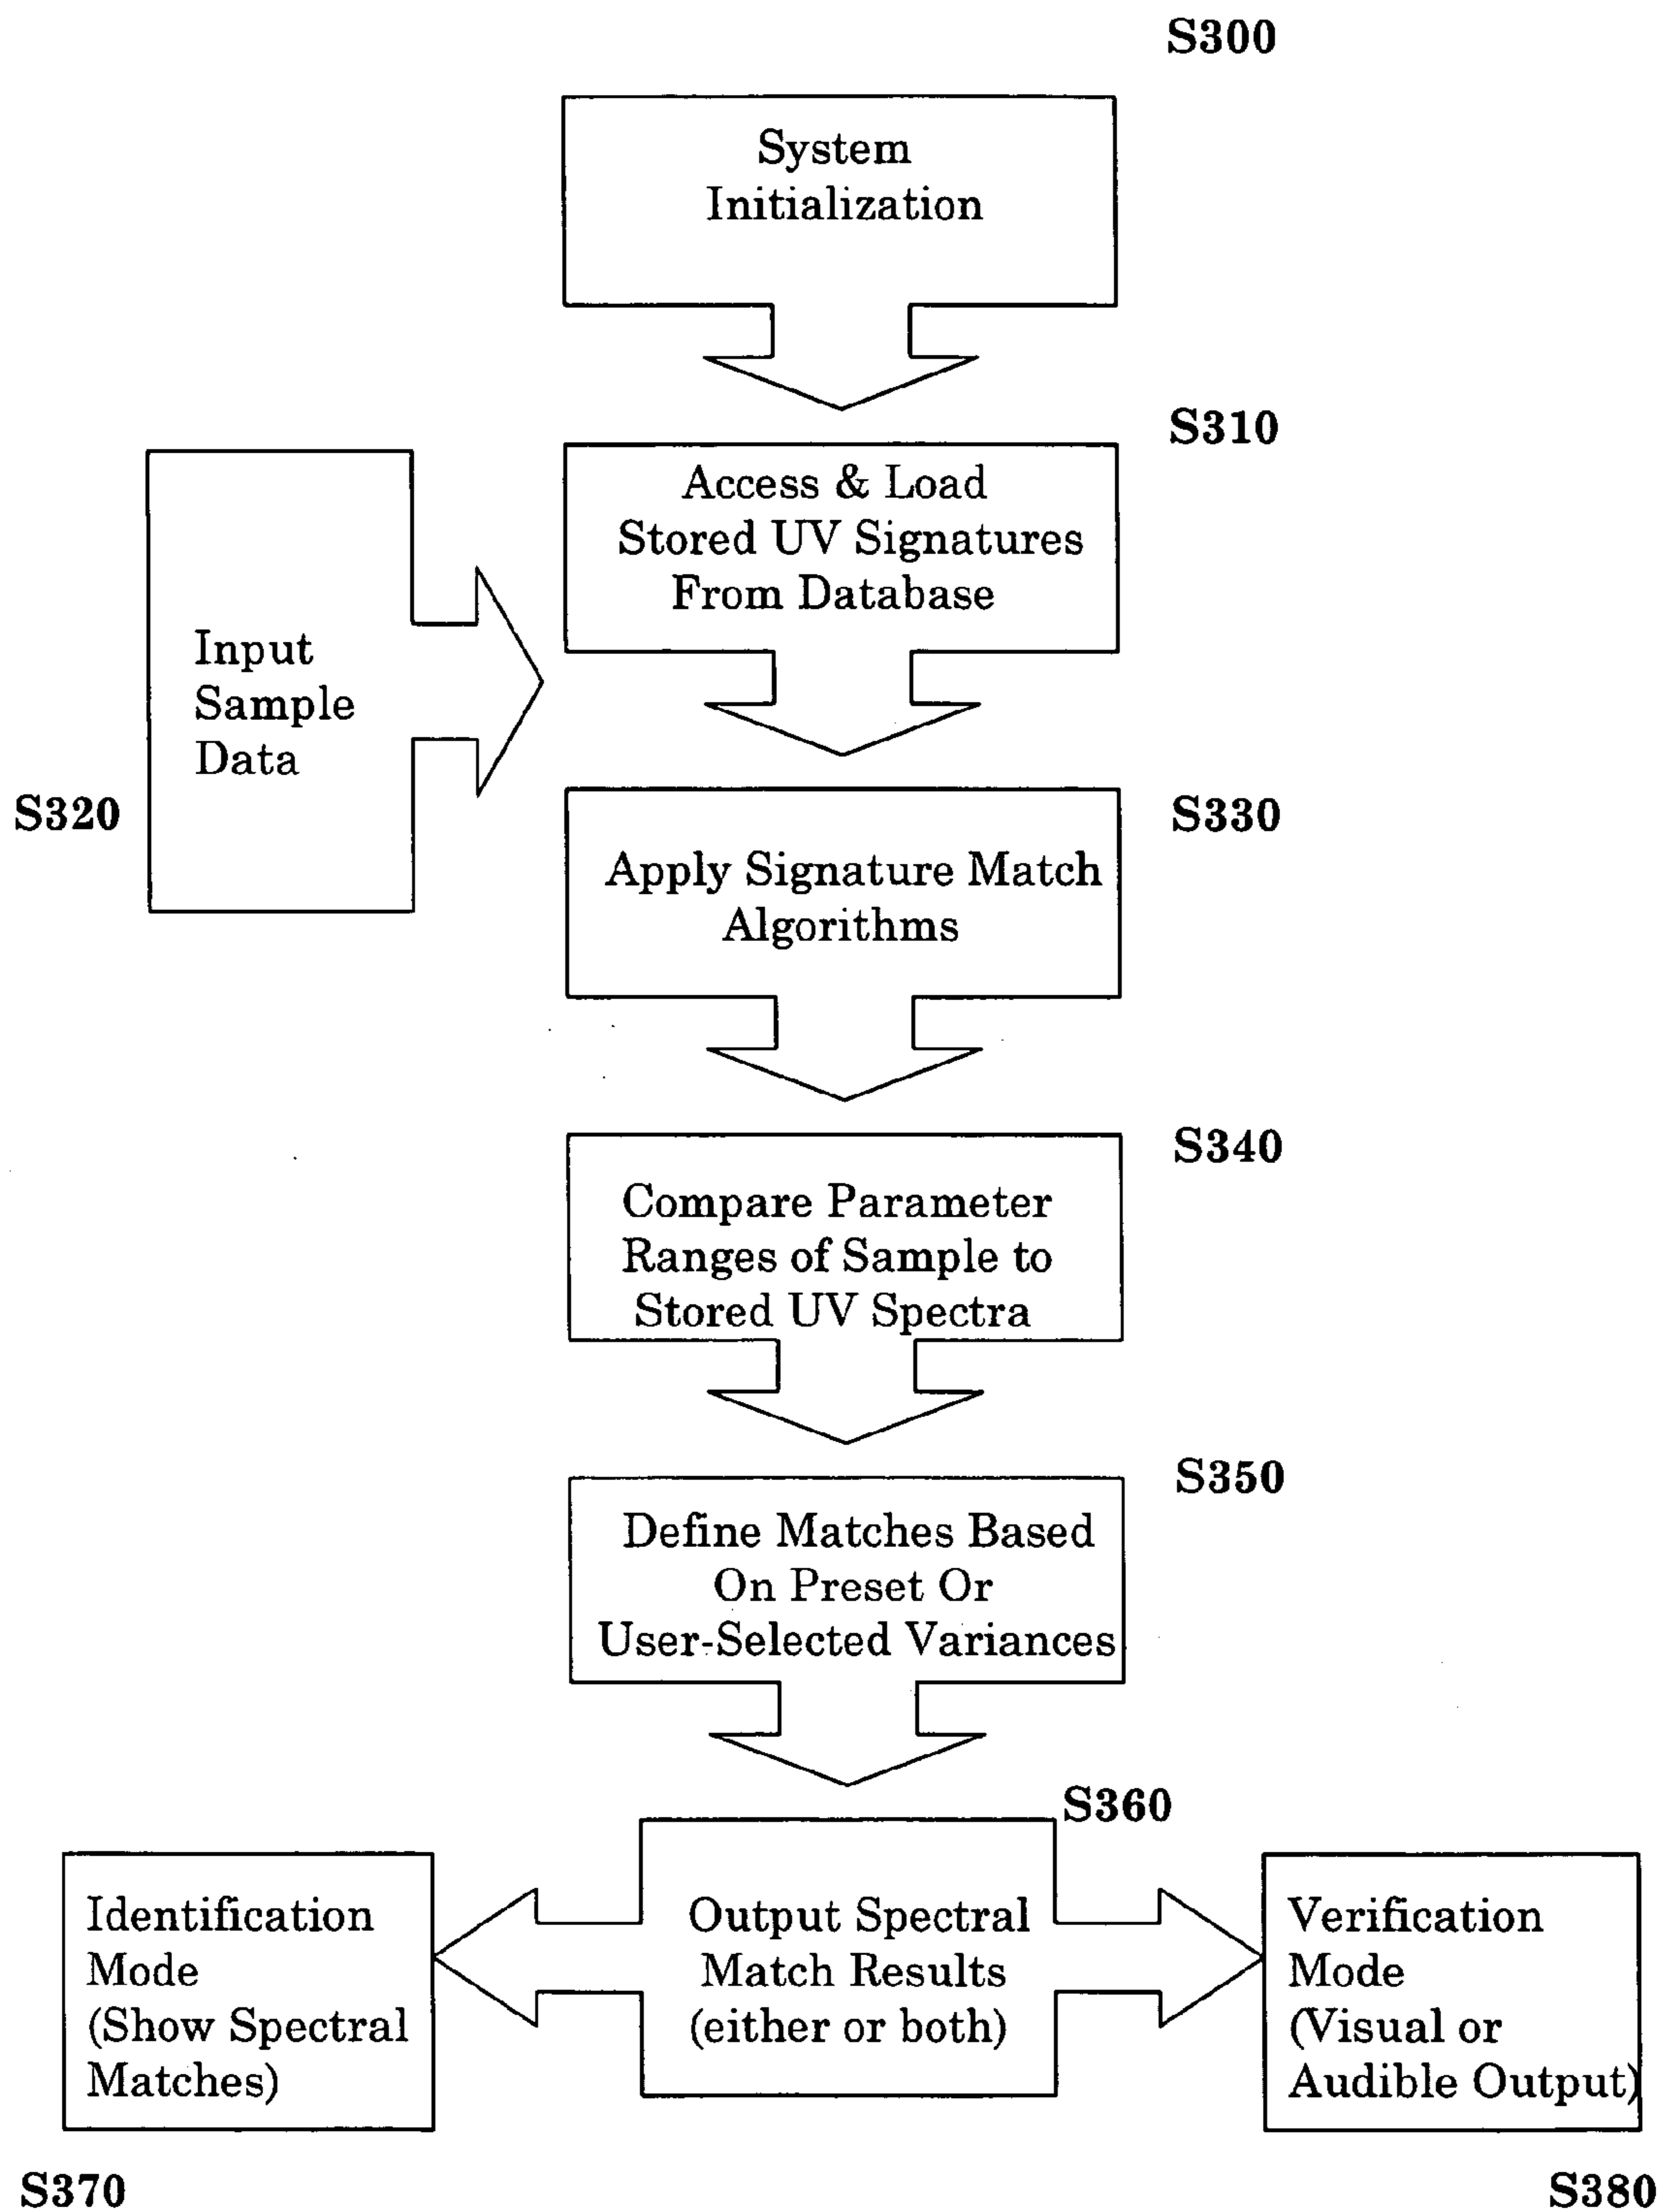 S300
System
Initialization
S310
Access & Load
Stored UV Signatures
From Database
Input
Sample
Data
S320
S330
Apply Signature Match
Algorithms
S340
Compare Parameter
Ranges of Sample to
Stored UV Spectra
S350
Define Matches Based
On Preset Or
User-Selected Variances
S360
Output Spectral
Match Results
(either or both)
Identification
Mode
(Show Spectral
Matches)
S370
Verification
Mode
(Visual or
Audible Output)
S380